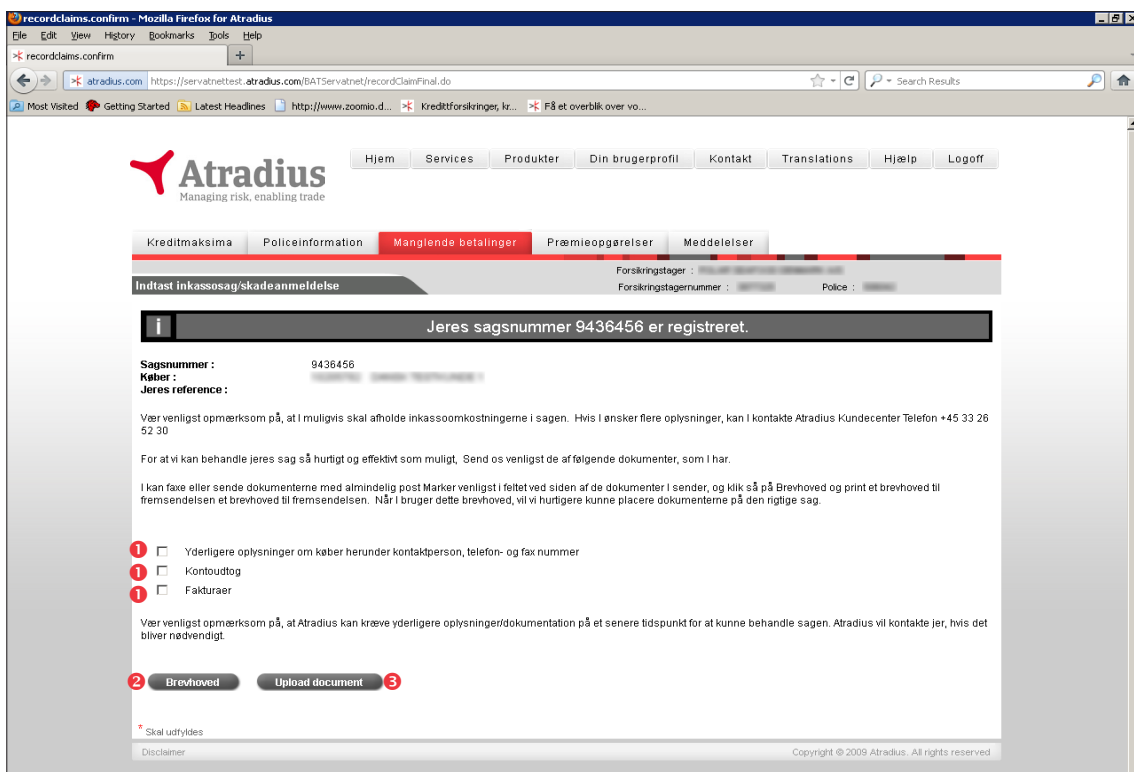 recordclaims.confirm - Mozilla Firefox for Atradius
File Edit View History Bookmarks Tools Help
recordclaims.confirm +
atradius.com https://servatnettest.atradius.com/BATServatnet/recordClaimFinal.do Search Results
Most Visited Getting Started Latest Headlines http://www.zoomio.d... Kredittforsikringer, kr... Få et overblik over vo...
Hjem Services Produkter Din brugerprofil Kontakt Translations Hjælp Logoff
Atradius
Managing risk, enabling trade
Kreditmaksima Policeinformation Manglende betalinger Præmieopgørelser Meddelelser
Forsikringstager :
Indtast inkassosag/skadeanmeldelse Forsikringstagernummer : Police :
i Jeres sagsnummer 9436456 er registreret.
Sagsnummer : 9436456
Køber :
Jeres reference :
Vær venligst opmærksom på, at I muligvis skal afholde inkassoomkostningerne i sagen. Hvis I ønsker flere oplysninger, kan I kontakte Atradius Kundecenter Telefon +45 33 26
52 30
For at vi kan behandle jeres sag så hurtigt og effektivt som muligt, Send os venligst de af følgende dokumenter, som I har.
I kan faxe eller sende dokumenterne med almindelig post Marker venligst i feltet ved siden af de dokumenter I sender, og klik så på Brevhoved og print et brevhoved til
fremsendelsen et brevhoved til fremsendelsen. Når I bruger dette brevhoved, vil vi hurtigere kunne placere dokumenterne på den rigtige sag.
1 Yderligere oplysninger om køber herunder kontaktperson, telefon- og fax nummer
1 Kontoudtog
1 Fakturaer
Vær venligst opmærksom på, at Atradius kan kræve yderligere oplysninger/dokumentation på et senere tidspunkt for at kunne behandle sagen. Atradius vil kontakte jer, hvis det
bliver nødvendigt.
2 Brevhoved Upload document 3
* Skal udfyldes
Disclaimer Copyright © 2009 Atradius. All rights reserved